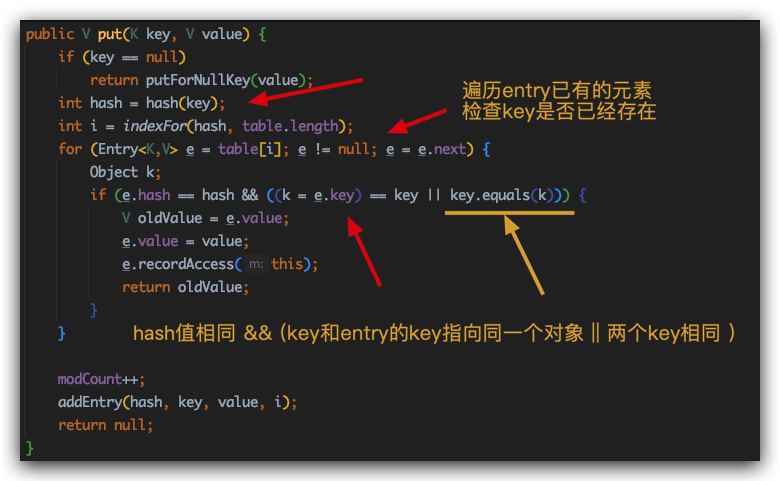 public V put(K key, V value) {
if (key == null)
return putForNullKey(value);
int hash = hash(key);
int i = indexFor(hash, table.length);
for (Entry<K,V> e = table[i]; e != null; e = e.next) {
Object k;
if (e.hash == hash && ((k = e.key) == key || key.equals(k))) {
V oldValue = e.value;
e.value = value;
e.recordAccess( m: this);
return oldValue;
}
}
modCount++;
addEntry(hash, key, value, i);
return null;
}
遍历entry已有的元素
检查key是否已经存在
hash值相同 && (key和entry的key指向同一个对象 || 两个key相同 )